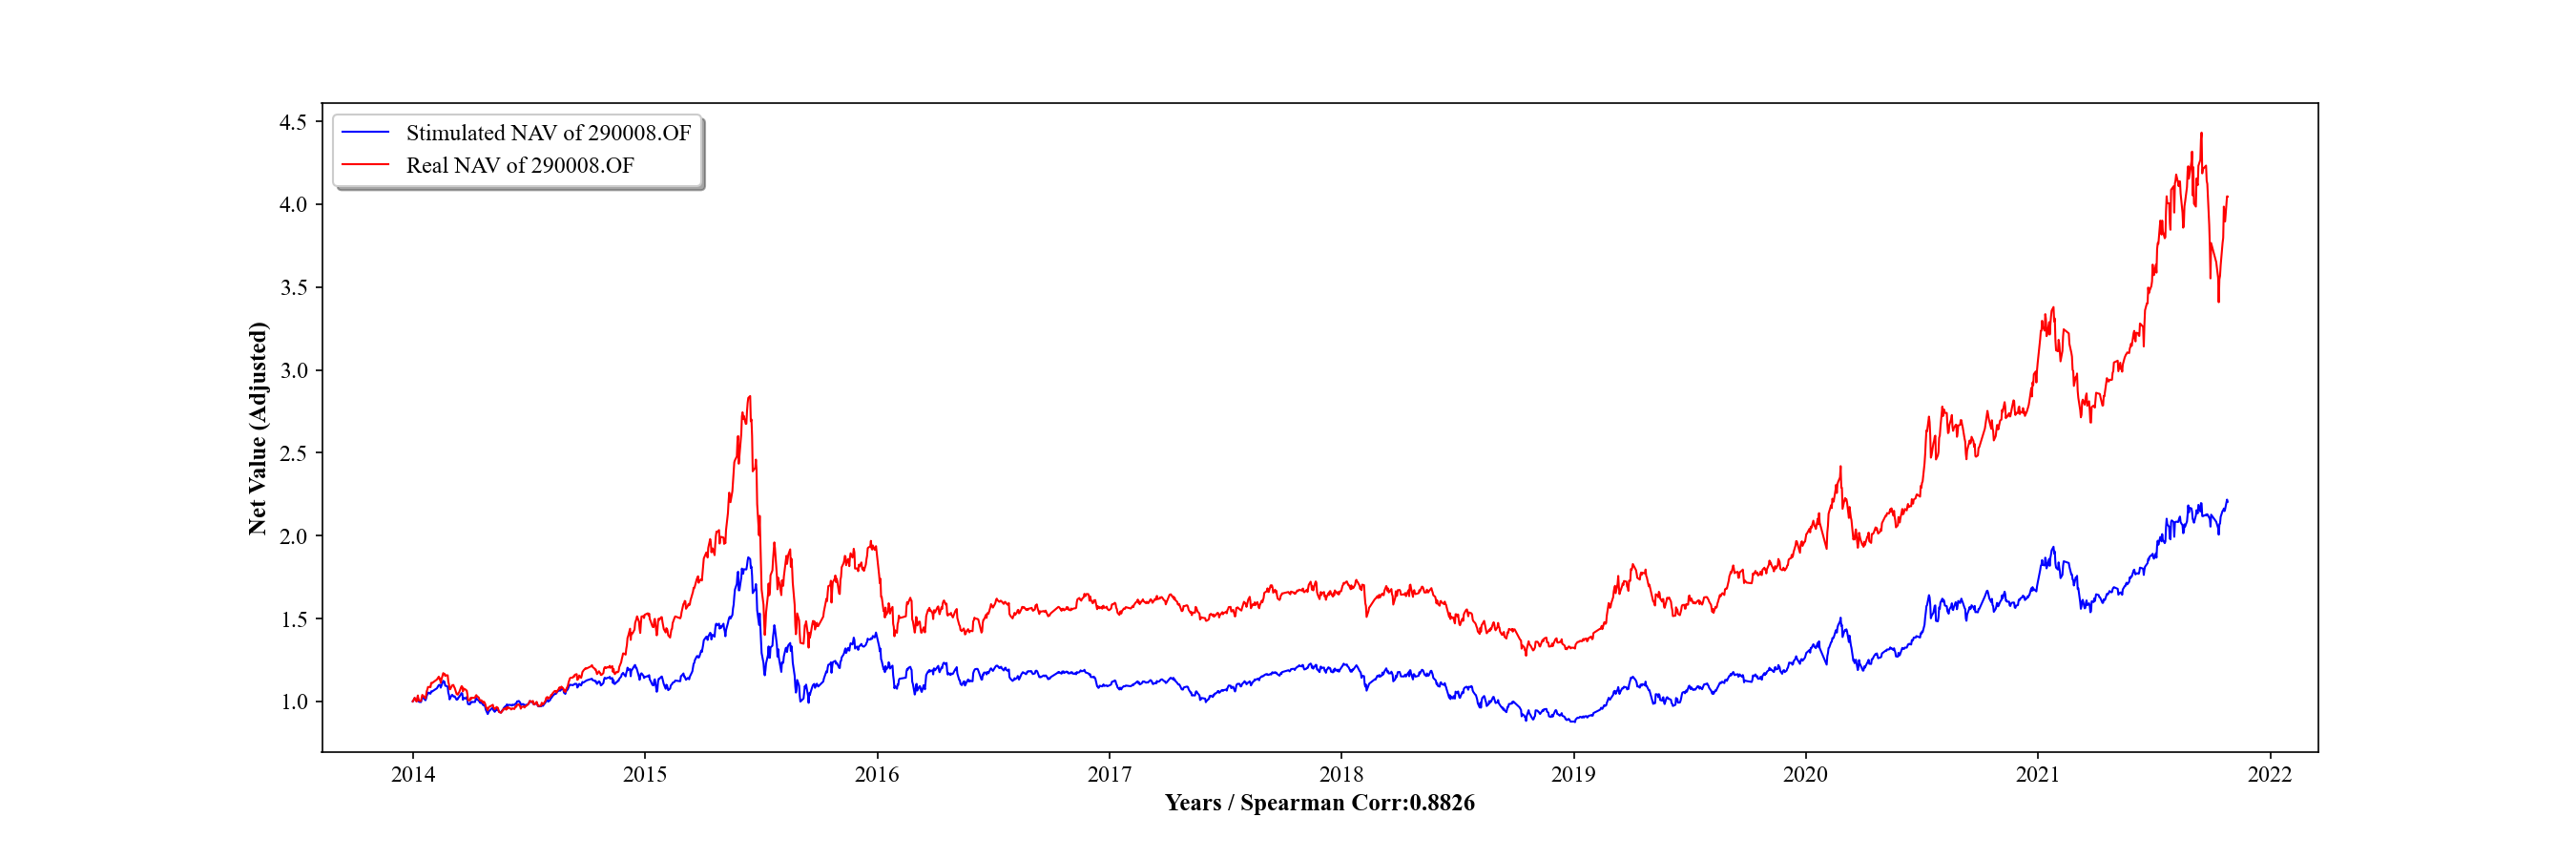 4.5
4.0
3.5
3.0
2.5
2.0
1.5
1.0
Net Value (Adjusted)
Stimulated NAV of 290008.OF
Real NAV of 290008.OF
2014 2015 2016 2017 2018 2019 2020 2021 2022
Years / Spearman Corr:0.8826